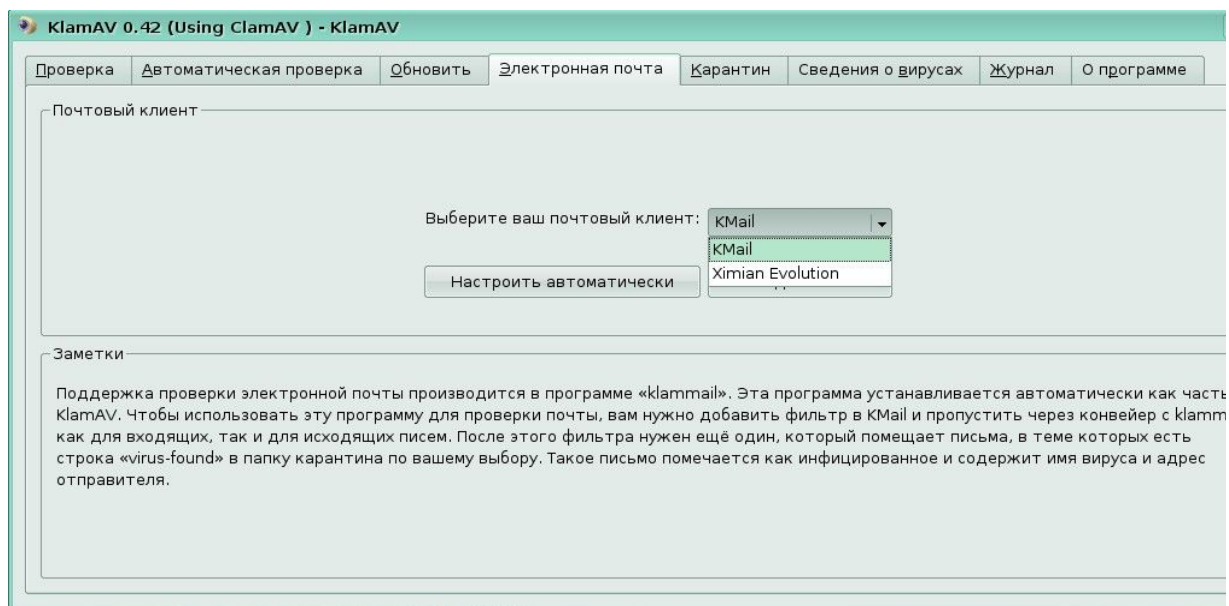 KlamAV 0.42 (Using ClamAV ) - KlamAV
Проверка Автоматическая проверка Обновить Электронная почта Карантин Сведения о вирусах Журнал О программе
Почтовый клиент
Выберите ваш почтовый клиент: KMail
KMail
Ximian Evolution
Настроить автоматически
Заметки
Поддержка проверки электронной почты производится в программе «klammail». Эта программа устанавливается автоматически как часть
KlamAV. Чтобы использовать эту программу для проверки почты, вам нужно добавить фильтр в KMail и пропустить через конвейер с klamm
как для входящих, так и для исходящих писем. После этого фильтра нужен ещё один, который помещает письма, в теме которых есть
строка «virus-found» в папку карантина по вашему выбору. Такое письмо помечается как инфицированное и содержит имя вируса и адрес
отправителя.